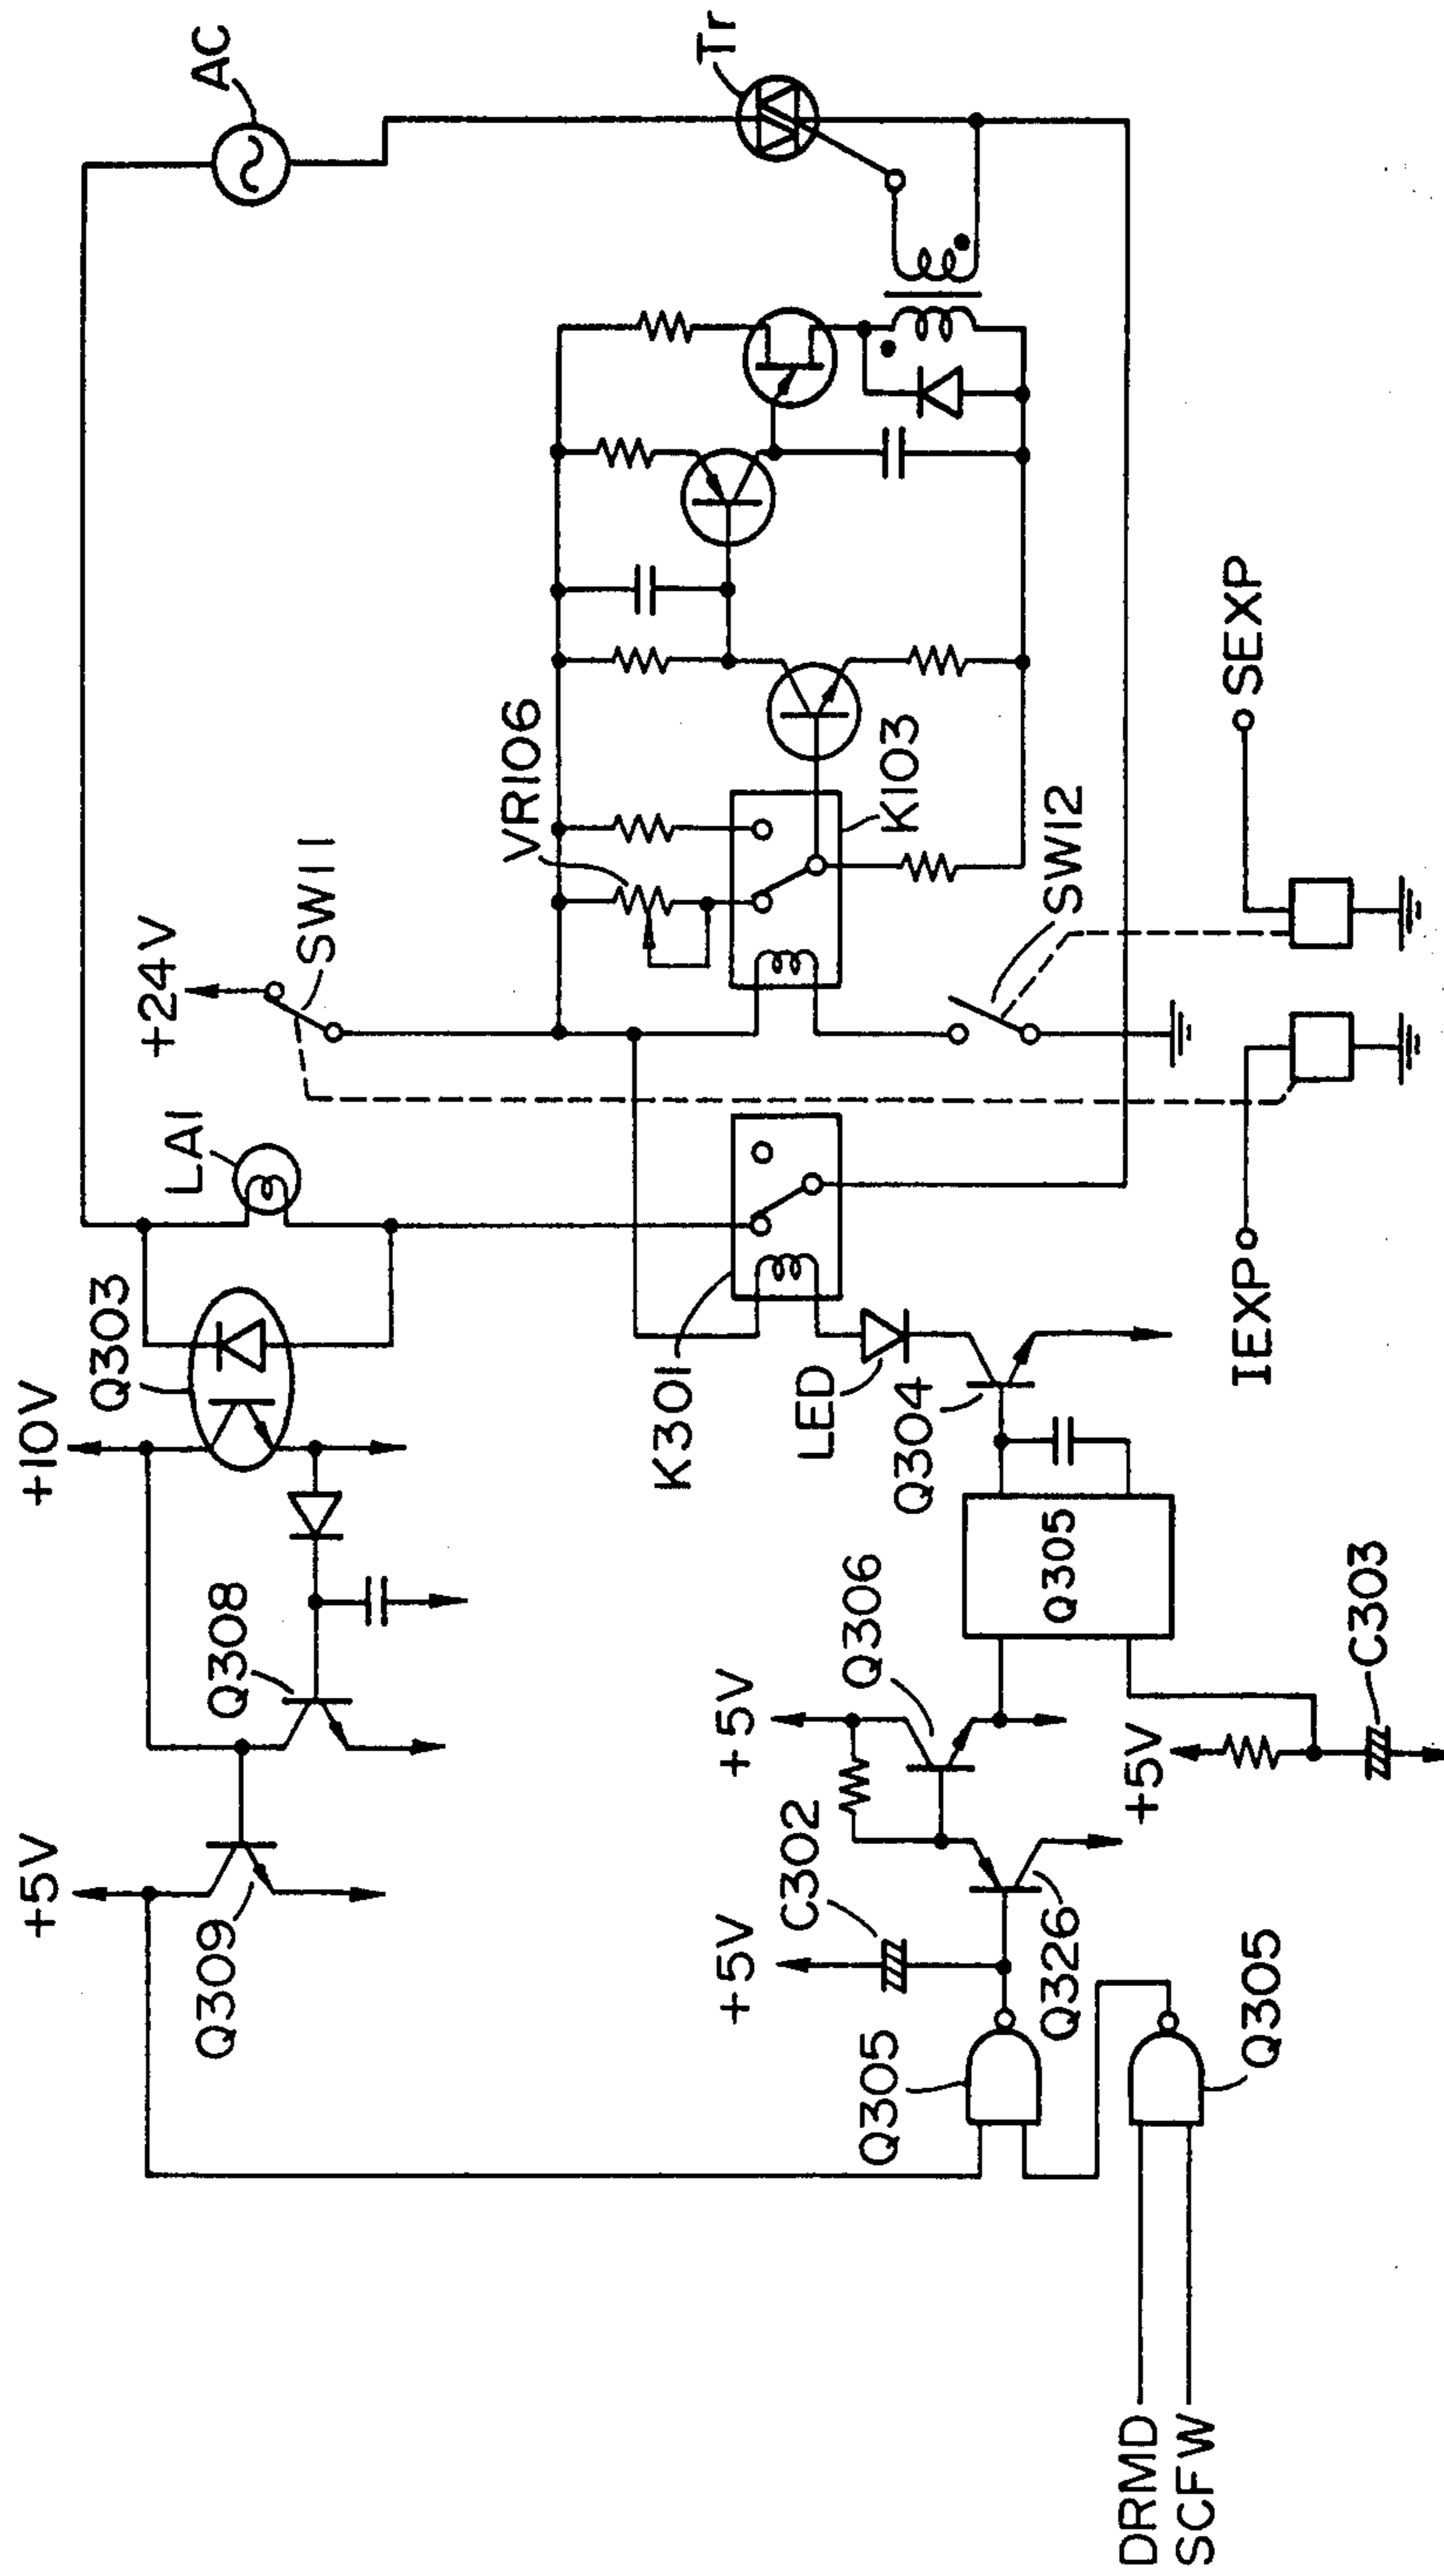 AC
Tr
+24V
SW11
VR106
K103
SW12
SEXP
IEXP
LA1
Q303
+10V
K301
LED
Q304
Q305
Q308
Q306
+5V
C303
+5V
+5V
Q309
C302
+5V
Q326
Q305
Q305
DRMD
SCFW